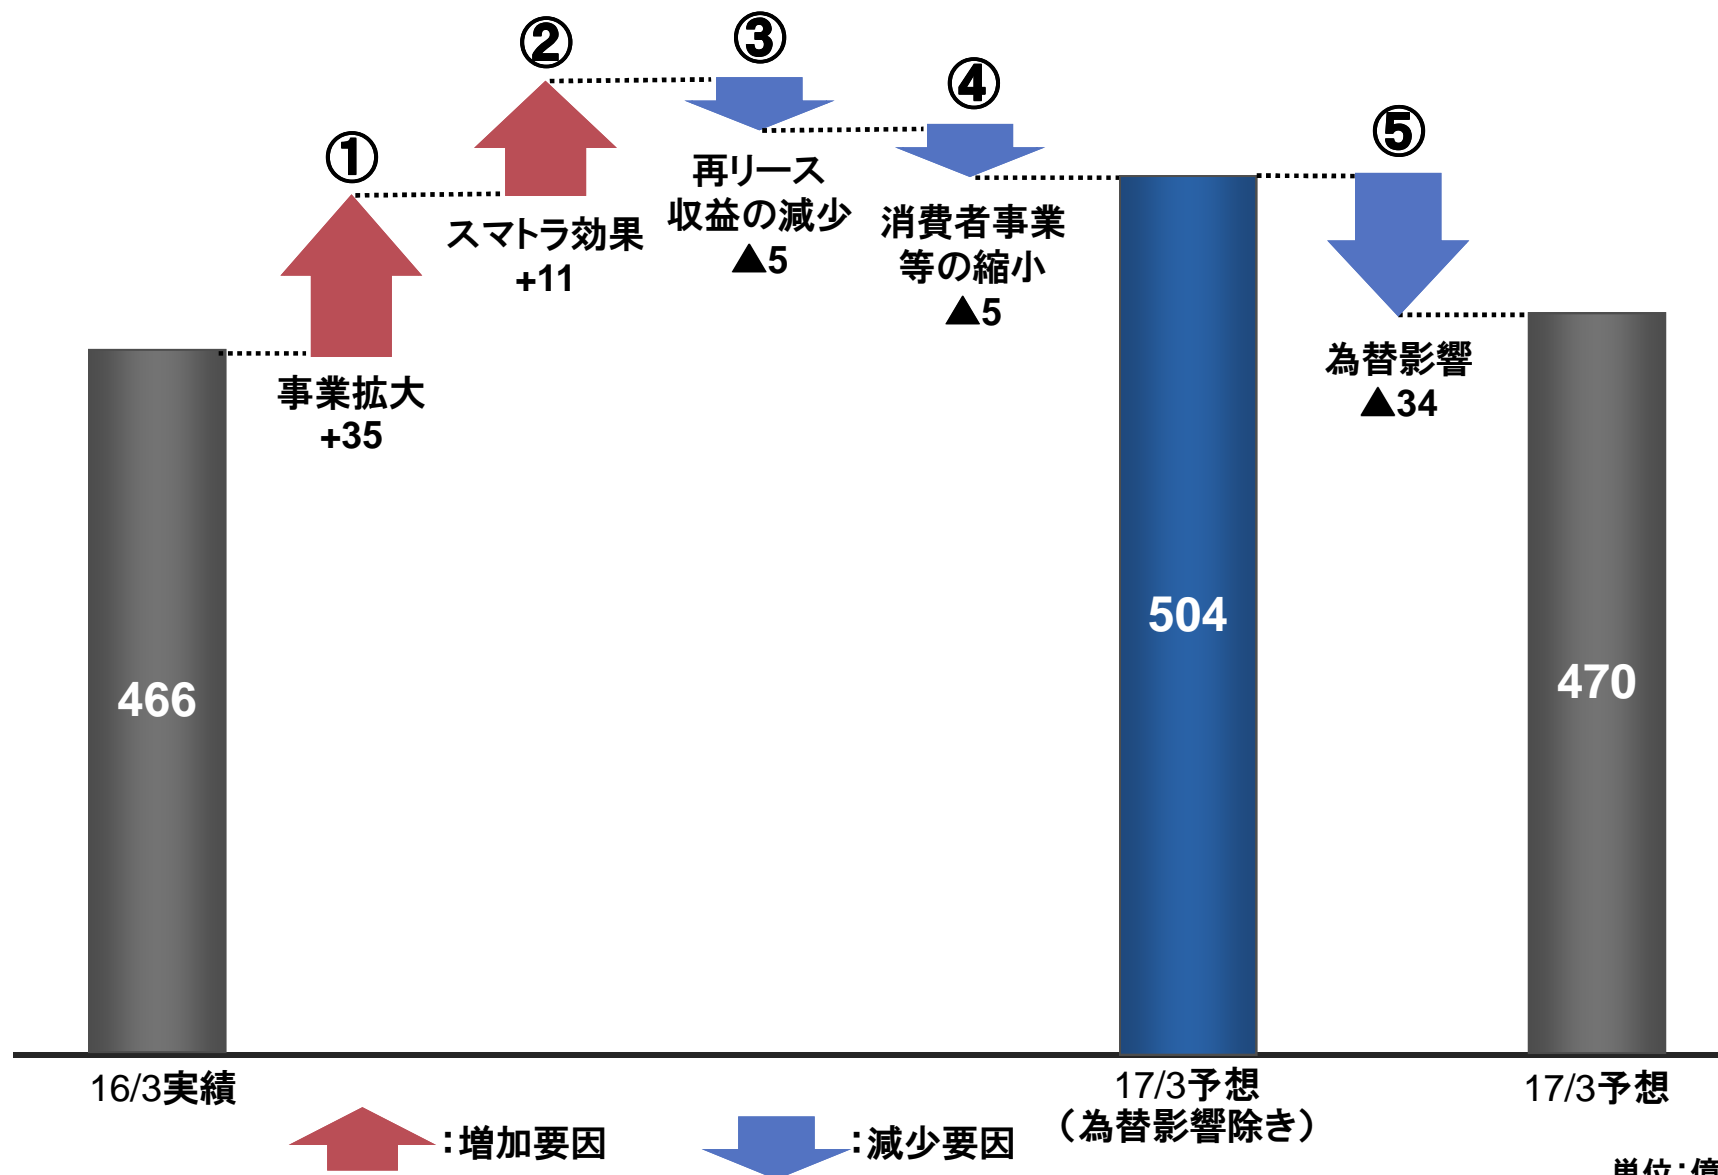 ①
事業拡大
+35
②
スマトラ効果
+11
③
再リース
収益の減少
▲5
④
消費者事業
等の縮小
▲5
⑤
為替影響
▲34
466
504
470
16/3実績
17/3予想
（為替影響除き）
17/3予想
:増加要因
:減少要因
単位:億